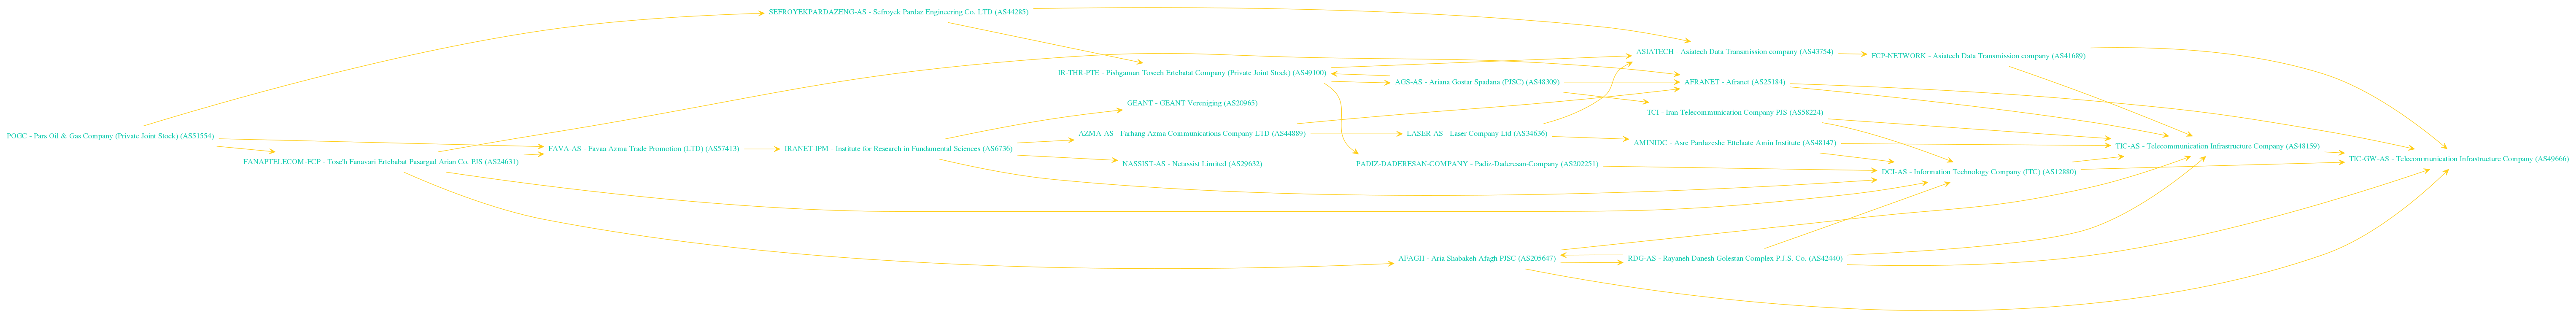 SEFROYEKPARDAZENG-AS - Sefroyek Pardaz Engineering Co. LTD (AS44285)
ASIATECH - Asiatech Data Transmission company (AS43754)
FCP-NETWORK - Asiatech Data Transmission company (AS41689)
IR-THR-PTE - Pishgaman Toseeh Ertebatat Company (Private Joint Stock) (AS49100)
AGS-AS - Ariana Gostar Spadana (PJSC) (AS48309)
AFRANET - Afranet (AS25184)
GEANT - GEANT Vereniging (AS20965)
TCI - Iran Telecommunication Company PJS (AS58224)
POGC - Pars Oil & Gas Company (Private Joint Stock) (AS51554)
AZMA-AS - Farhang Azma Communications Company LTD (AS44889)
LASER-AS - Laser Company Ltd (AS34636)
AMINIDC - Asre Pardazeshe Ettelaate Amin Institute (AS48147)
TIC-AS - Telecommunication Infrastructure Company (AS48159)
FAVA-AS - Favaa Azma Trade Promotion (LTD) (AS57413)
IRANET-IPM - Institute for Research in Fundamental Sciences (AS6736)
TIC-GW-AS - Telecommunication Infrastructure Company (AS49666)
FANAPTELECOM-FCP - Tose'h Fanavari Ertebabat Pasargad Arian Co. PJS (AS24631)
NASSIST-AS - Netassist Limited (AS29632)
PADIZ-DADERESAN-COMPANY - Padiz-Daderesan-Company (AS202251)
DCI-AS - Information Technology Company (ITC) (AS12880)
AFAGH - Aria Shabakeh Afagh PJSC (AS205647)
RDG-AS - Rayaneh Danesh Golestan Complex P.J.S. Co. (AS42440)